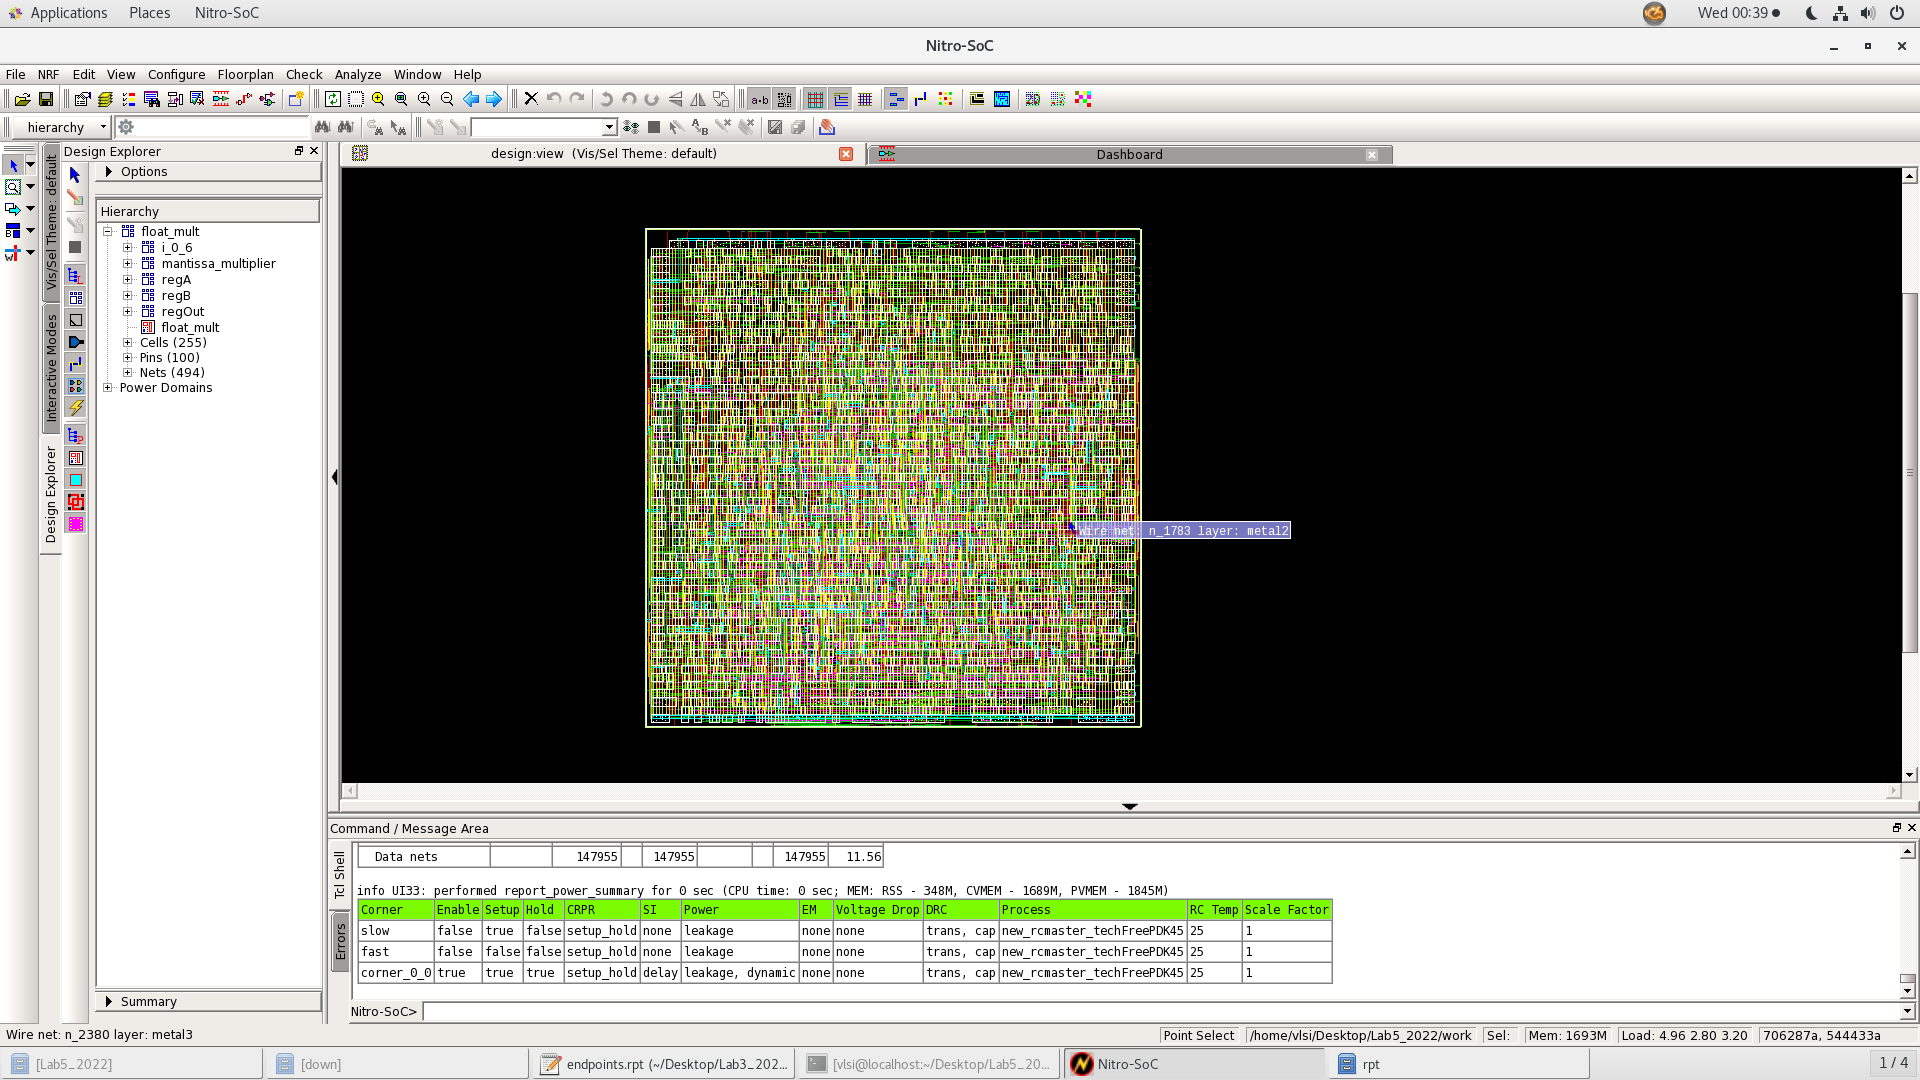 Applications Places Nitro-SoC Wed 00:39
Nitro-SoC
File NRF Edit View Configure Floorplan Check Analyze Window Help
a•b
hierarchy
Design Explorer
design:view (Vis/Sel Theme: default)
Dashboard
Options
Vis/Sel Theme: default
Interactive Modes
Design Explorer
Hierarchy
float_mult
i_0_6
mantissa_multiplier
regA
regB
regOut
float_mult
Cells (255)
Pins (100)
Nets (494)
Power Domains
Wire net: n_1783 layer: metal2
Summary
Command / Message Area
Tcl Shell
Errors
Data nets 147955 147955 147955 11.56
info UI33: performed report_power_summary for 0 sec (CPU time: 0 sec; MEM: RSS - 348M, CVMEM - 1689M, PVMEM - 1845M)
Corner Enable Setup Hold CRPR SI Power EM Voltage Drop DRC Process RC Temp Scale Factor
slow false true false setup_hold none leakage none none trans, cap new_rcmaster_techFreePDK45 25 1
fast false false false setup_hold none leakage none none trans, cap new_rcmaster_techFreePDK45 25 1
corner_0_0 true true true setup_hold delay leakage, dynamic none none trans, cap new_rcmaster_techFreePDK45 25 1
Nitro-SoC>
Wire net: n_2380 layer: metal3
Point Select /home/vlsi/Desktop/Lab5_2022/work Sel: Mem: 1693M Load: 4.96 2.80 3.20 706287a, 544433a
[Lab5_2022] [down] endpoints.rpt (~/Desktop/Lab3_202... [vlsi@localhost:~/Desktop/Lab5_20... Nitro-SoC rpt 1 / 4